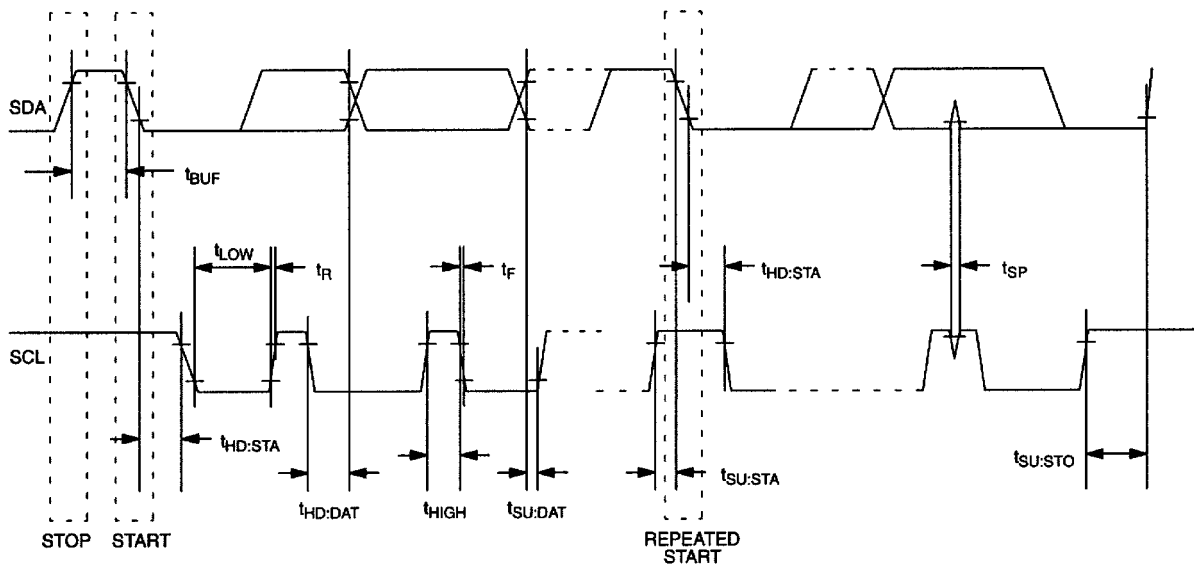 SDA
tBUF
tLOW
tR
tF
tHD:STA
tSP
SCL
tHD:STA
tSU:STA
tSU:STO
tHD:DAT
tHIGH
tSU:DAT
STOP
START
REPEATED
START